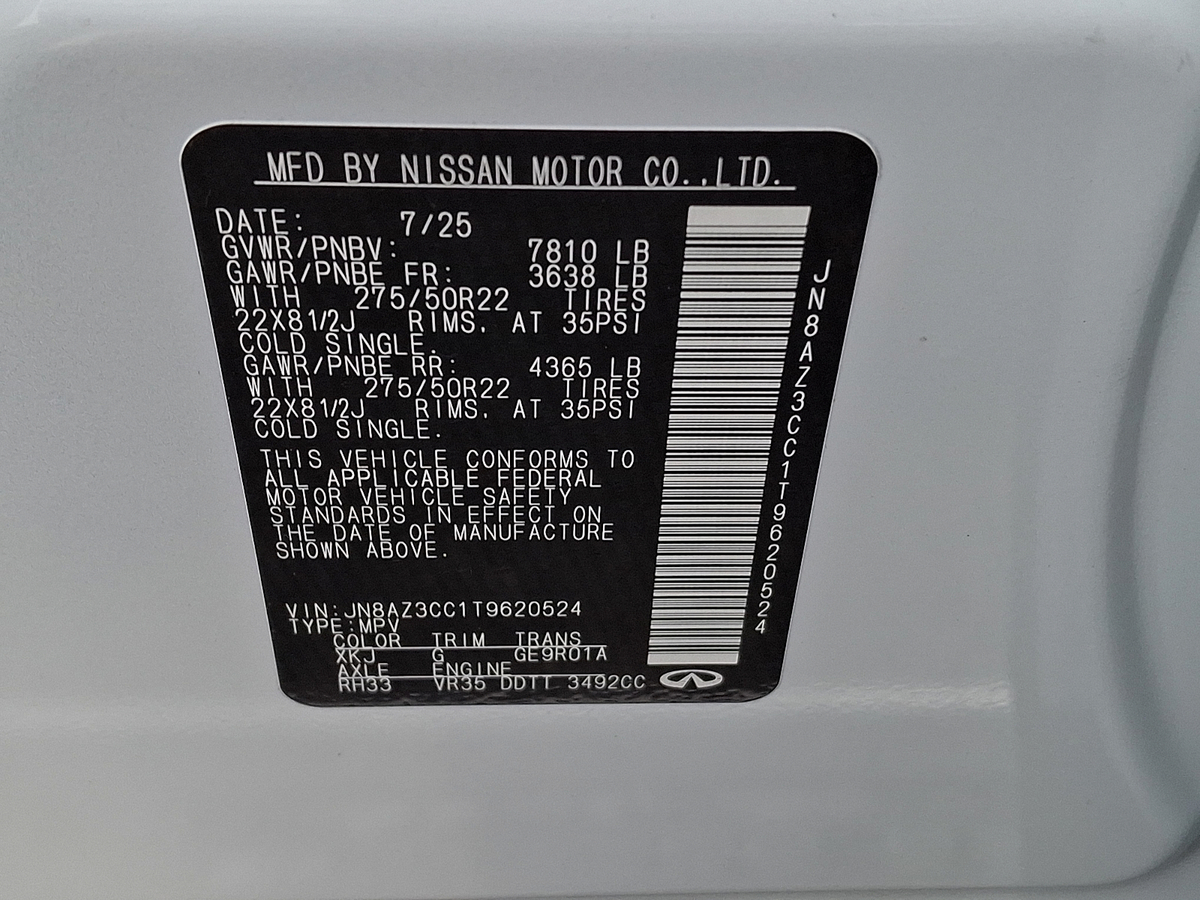 MFD BY NISSAN MOTOR CO.,LTD.
DATE: 7/25
GVWR/PNBV: 7810 LB
GAWR/PNBE FR: 3638 LB
WITH 275/50R22 TIRES
22X81/2J RIMS, AT 35PSI
COLD SINGLE.
GAWR/PNBE RR: 4365 LB
WITH 275/50R22 TIRES
22X81/2J RIMS, AT 35PSI
COLD SINGLE.
THIS VEHICLE CONFORMS TO
ALL APPLICABLE FEDERAL
MOTOR VEHICLE SAFETY
STANDARDS IN EFFECT ON
THE DATE OF MANUFACTURE
SHOWN ABOVE.
VIN:JN8AZ3CC1T9620524
TYPE:MPV
COLOR TRIM TRANS
XKJ G GE9R01A
AXLE ENGINE
RH33 VR35 DDTT 3492CC
JN8AZ3CC1T9620524